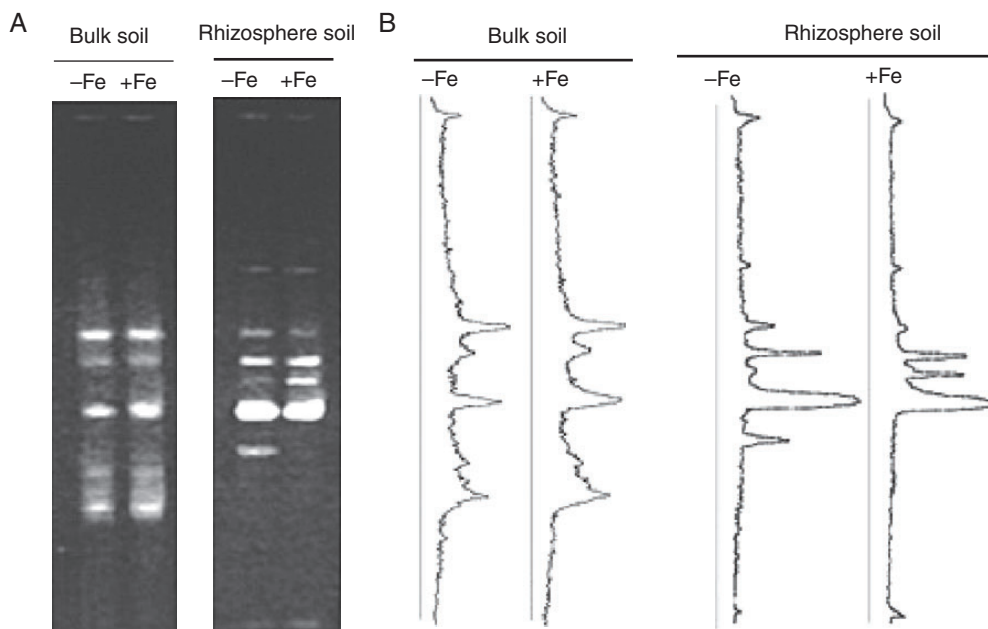 A
Bulk soil
Rhizosphere soil
–Fe +Fe
–Fe +Fe
B
Bulk soil
Rhizosphere soil
–Fe
+Fe
–Fe
+Fe